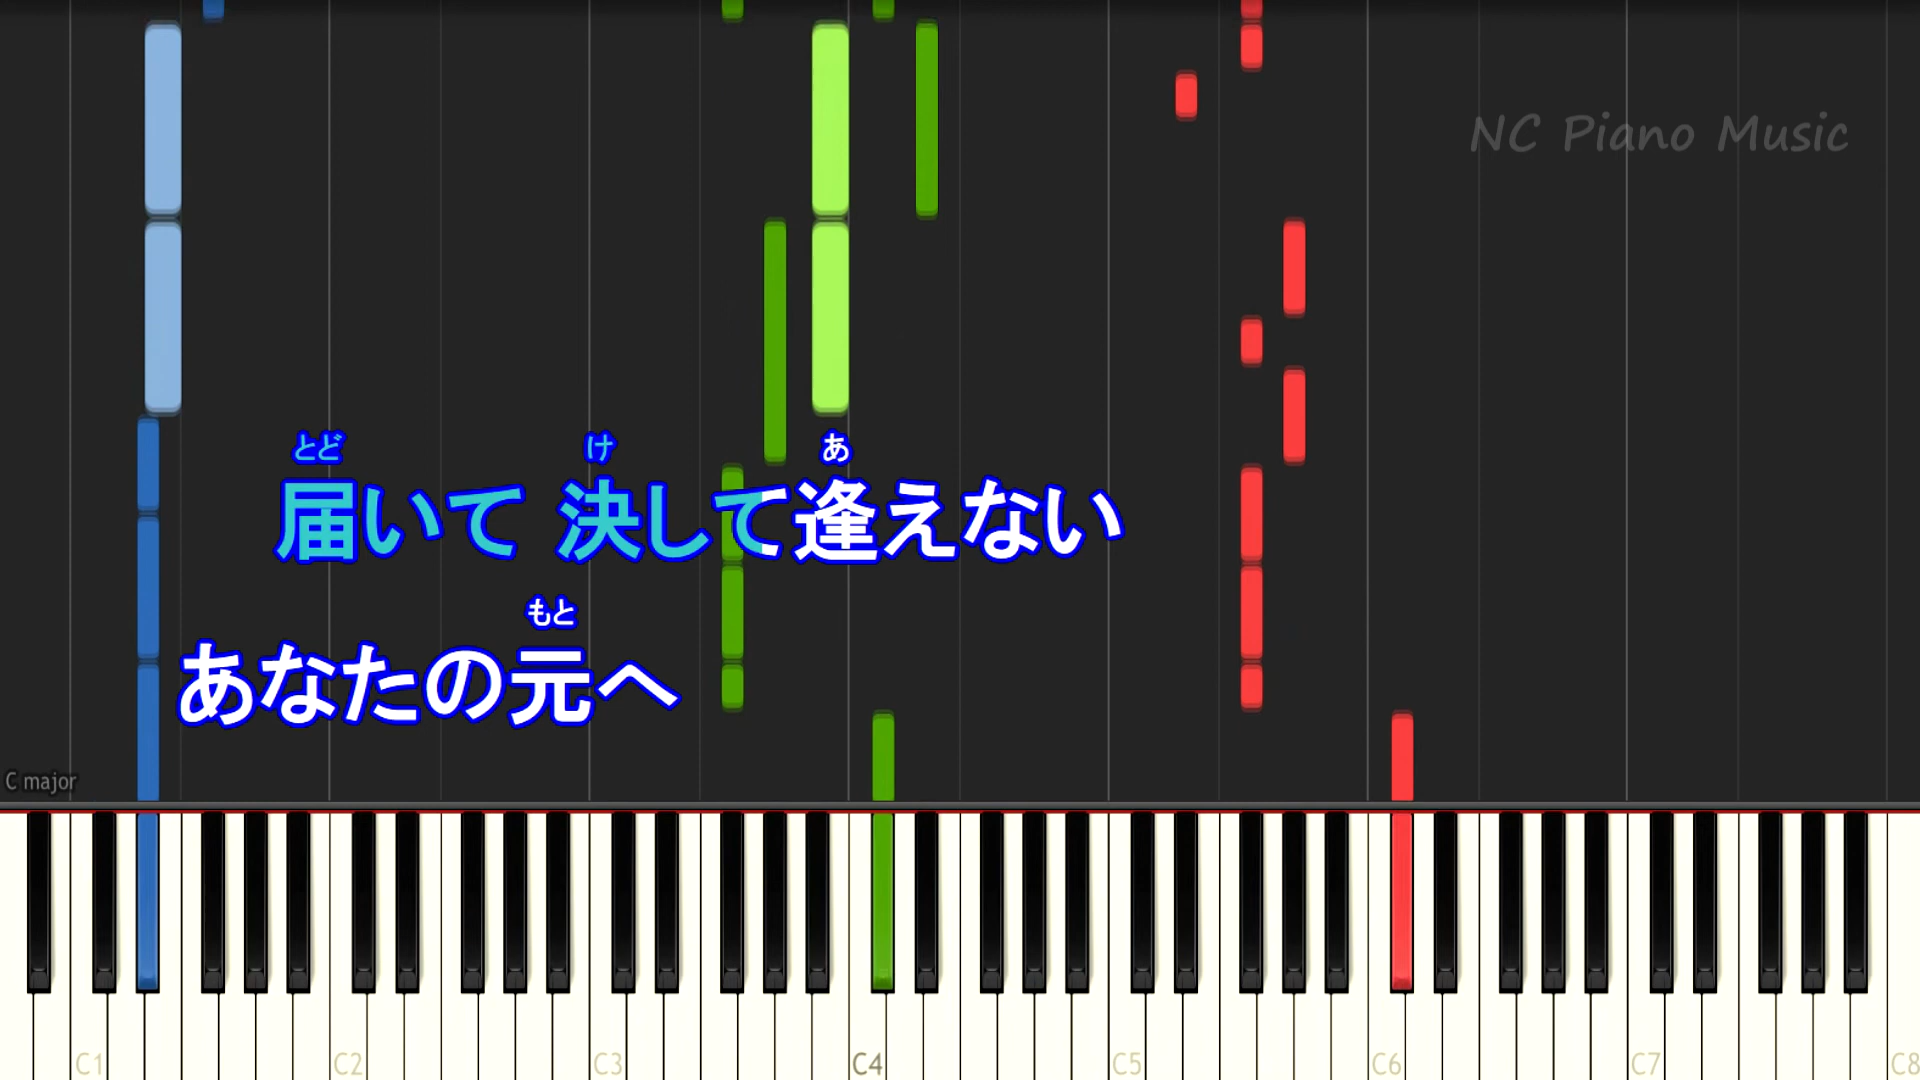 NC Piano Music
とど け あ
届いて 決して逢えない
もと
あなたの元へ
C major
C1 C2 C3 C4 C5 C6 C7 C8